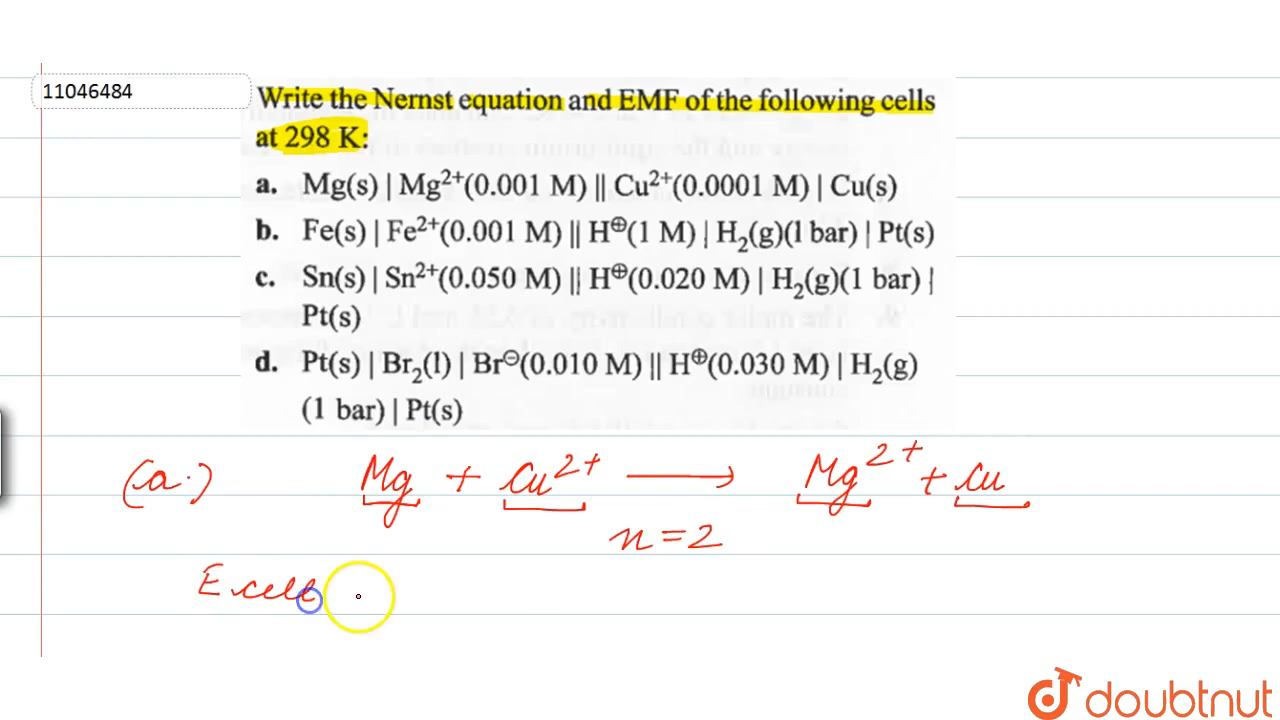 11046484
Write the Nernst equation and EMF of the following cells
at 298 K:
a. Mg(s) | Mg²⁺(0.001 M) || Cu²⁺(0.0001 M) | Cu(s)
b. Fe(s) | Fe²⁺(0.001 M) || H⊕(1 M) | H₂(g)(1 bar) | Pt(s)
c. Sn(s) | Sn²⁺(0.050 M) || H⊕(0.020 M) | H₂(g)(1 bar) |
Pt(s)
d. Pt(s) | Br₂(l) | Br⊖(0.010 M) || H⊕(0.030 M) | H₂(g)
(1 bar) | Pt(s)
(a.) Mg + Cu²⁺ ⟶ Mg²⁺ + Cu
n = 2
E cell
doubtnut